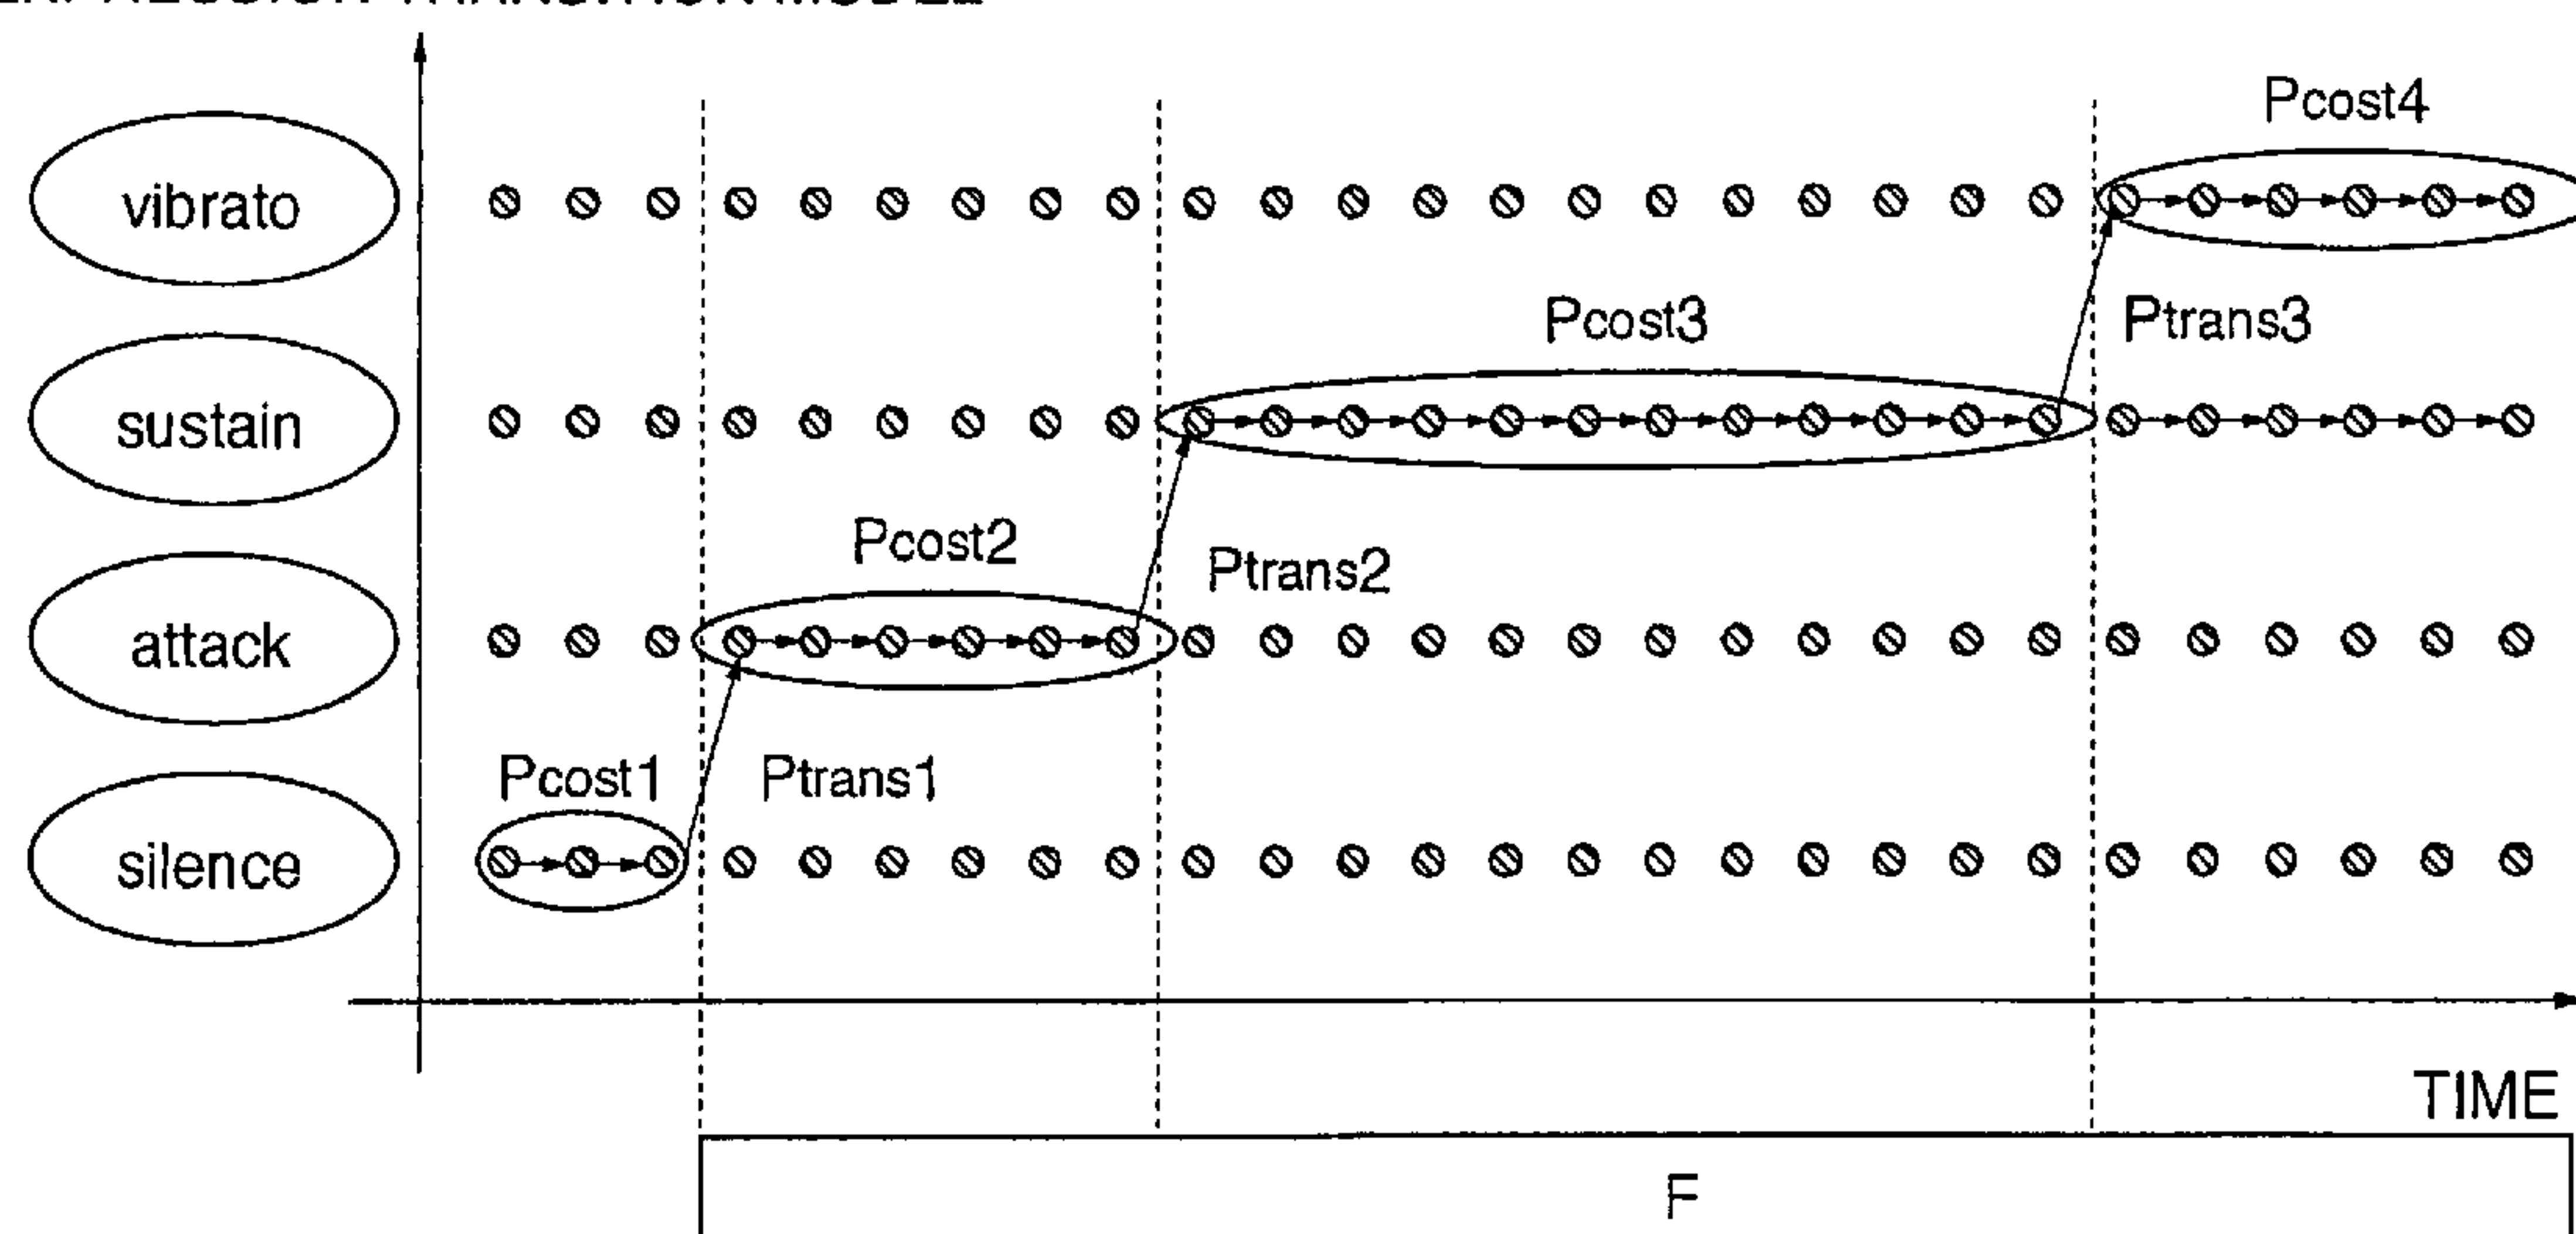 Pcost4
vibrato
Pcost3
Ptrans3
sustain
Pcost2
Ptrans2
attack
Pcost1
Ptrans1
silence
TIME
F